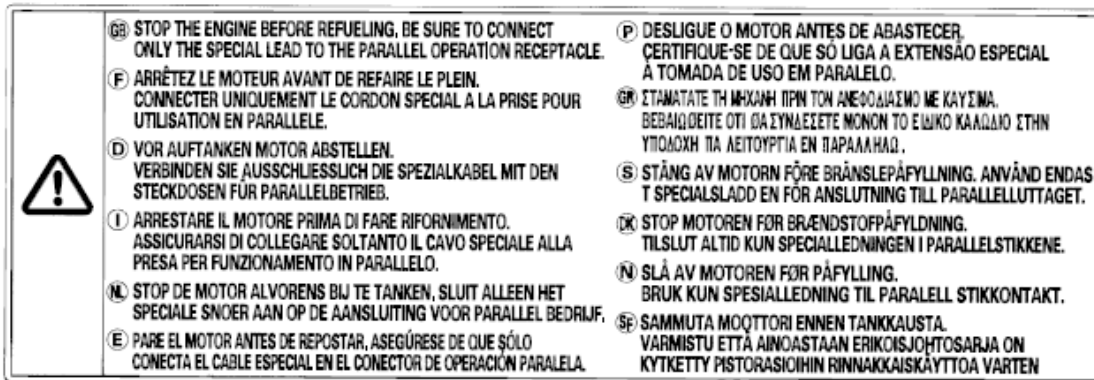 GB STOP THE ENGINE BEFORE REFUELING, BE SURE TO CONNECT
ONLY THE SPECIAL LEAD TO THE PARALLEL OPERATION RECEPTACLE.
F ARRÊTEZ LE MOTEUR AVANT DE REFAIRE LE PLEIN.
CONNECTER UNIQUEMENT LE CORDON SPECIAL A LA PRISE POUR
UTILISATION EN PARALLELE.
D VOR AUFTANKEN MOTOR ABSTELLEN.
VERBINDEN SIE AUSSCHLIESSLICH DIE SPEZIALKABEL MIT DEN
STECKDOSEN FÜR PARALLELBETRIEB.
I ARRESTARE IL MOTORE PRIMA DI FARE RIFORNIMENTO.
ASSICURARSI DI COLLEGARE SOLTANTO IL CAVO SPECIALE ALLA
PRESA PER FUNZIONAMENTO IN PARALLELO.
NL STOP DE MOTOR ALVORENS BIJ TE TANKEN, SLUIT ALLEEN HET
SPECIALE SNOER AAN OP DE AANSLUITING VOOR PARALLEL BEDRIJF.
E PARE EL MOTOR ANTES DE REPOSTAR, ASEGÚRESE DE QUE SÓLO
CONECTA EL CABLE ESPECIAL EN EL CONECTOR DE OPERACIÓN PARALELA.
P DESLIGUE O MOTOR ANTES DE ABASTECER,
CERTIFIQUE-SE DE QUE SÓ LIGA A EXTENSÃO ESPECIAL
À TOMADA DE USO EM PARALELO.
GR ΣΤΑΜΑΤΑΤΕ ΤΗ ΜΗΧΑΝΗ ΠΡΙΝ ΤΟΝ ΑΝΕΦΟΔΙΑΣΜΟ ΜΕ ΚΑΥΣΙΜΑ.
ΒΕΒΑΙΩΘΕΙΤΕ ΟΤΙ ΘΑ ΣΥΝΔΕΣΕΤΕ ΜΟΝΟΝ ΤΟ ΕΙΔΙΚΟ ΚΑΛΩΔΙΟ ΣΤΗΝ
ΥΠΟΔΟΧΗ ΓΙΑ ΛΕΙΤΟΥΡΓΙΑ ΕΝ ΠΑΡΑΛΛΗΛΩ.
S STÄNG AV MOTORN FÖRE BRÄNSLEPÅFYLLNING. ANVÄND ENDAS
T SPECIALSLADD EN FÖR ANSLUTNING TILL PARALLELLUTTAGET.
DK STOP MOTOREN FØR BRÆNDSTOFPÅFYLDNING.
TILSLUT ALTID KUN SPECIALLEDNINGEN I PARALLELSTIKKENE.
N SLÅ AV MOTOREN FØR PÅFYLLING.
BRUK KUN SPESIALLEDNING TIL PARALELL STIKKONTAKT.
SF SAMMUTA MOOTTORI ENNEN TANKKAUSTA.
VARMISTU ETTÄ AINOASTAAN ERIKOISJOHTOSARJA ON
KYTKETTY PISTORASIOIHIN RINNAKKAISKÄYTTOA VARTEN